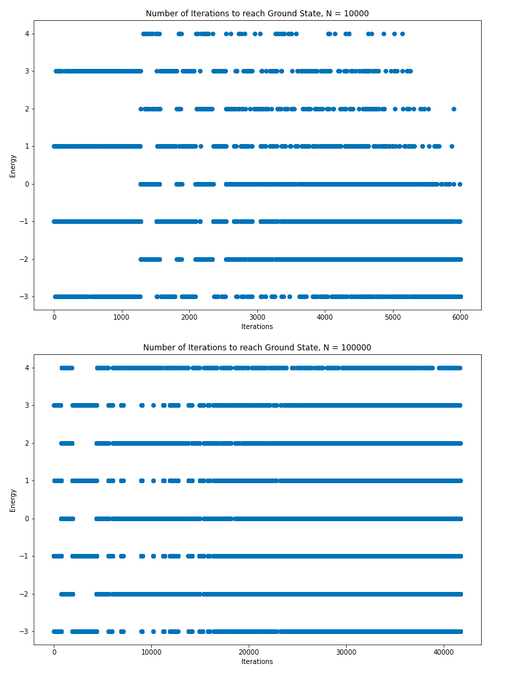 Number of Iterations to reach Ground State, N = 10000
4
3
2
1
0
−1
−2
−3
Energy
0 1000 2000 3000 4000 5000 6000
Iterations
Number of Iterations to reach Ground State, N = 100000
4
3
2
1
0
−1
−2
−3
Energy
0 10000 20000 30000 40000
Iterations